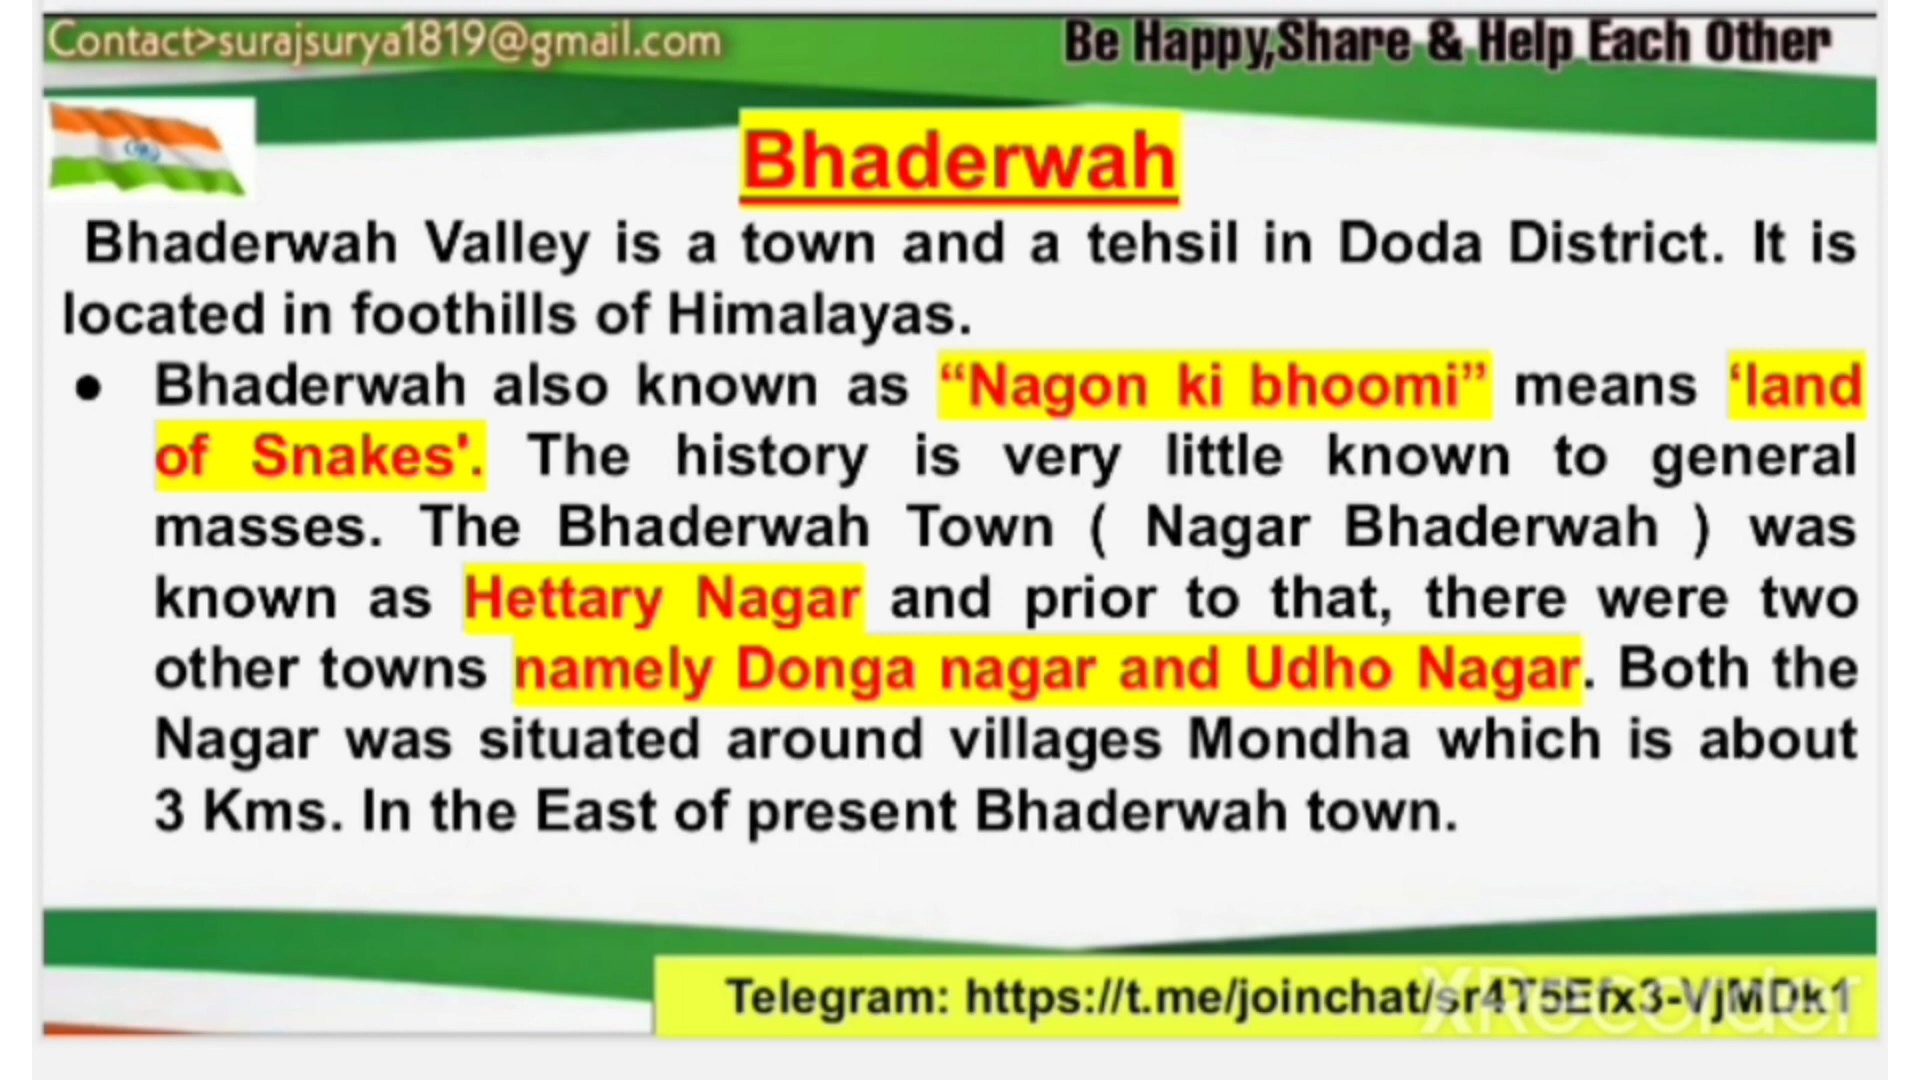 Contact>surajsurya1819@gmail.com
Be Happy,Share & Help Each Other
Bhaderwah
Bhaderwah Valley is a town and a tehsil in Doda District. It is
located in foothills of Himalayas.
● Bhaderwah also known as “Nagon ki bhoomi” means ‘land
of Snakes'. The history is very little known to general
masses. The Bhaderwah Town ( Nagar Bhaderwah ) was
known as Hettary Nagar and prior to that, there were two
other towns namely Donga nagar and Udho Nagar. Both the
Nagar was situated around villages Mondha which is about
3 Kms. In the East of present Bhaderwah town.
Telegram: https://t.me/joinchat/sr4T5Efx3-VjMDk1
XRecorder